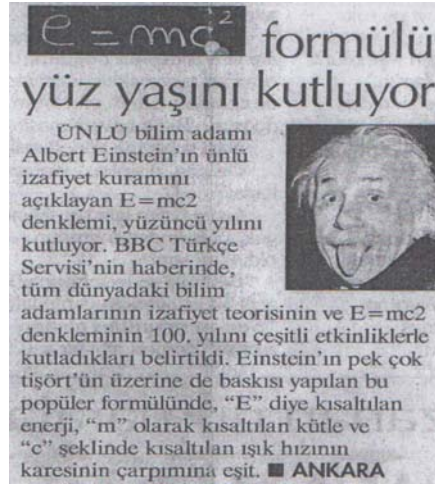 e = mc² formülü
yüz yaşını kutluyor
ÜNLÜ bilim adamı
Albert Einstein'ın ünlü
izafiyet kuramını
açıklayan E=mc2
denklemi, yüzüncü yılını
kutluyor. BBC Türkçe
Servisi'nin haberinde,
tüm dünyadaki bilim
adamlarının izafiyet teorisinin ve E=mc2
denkleminin 100. yılını çeşitli etkinliklerle
kutladıkları belirtildi. Einstein'ın pek çok
tişört'ün üzerine de baskısı yapılan bu
popüler formülünde, “E” diye kısaltılan
enerji, “m” olarak kısaltılan kütle ve
“c” şeklinde kısaltılan ışık hızının
karesinin çarpımına eşit. ■ ANKARA